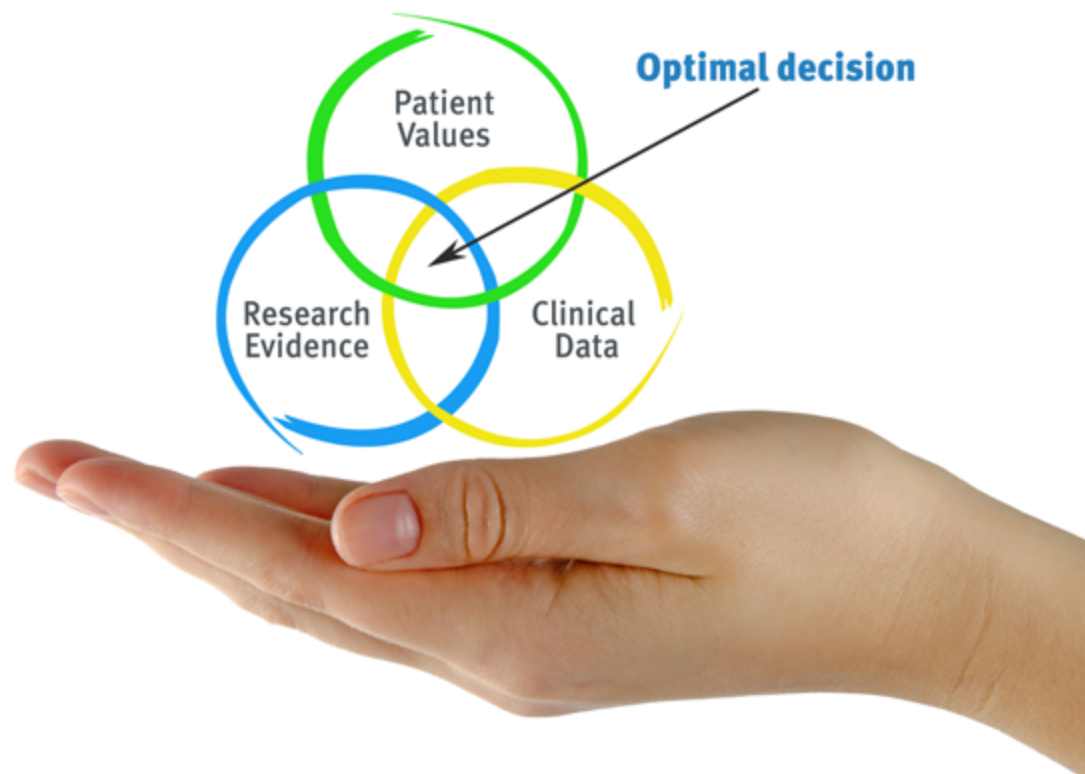 Optimal decision
Patient
Values
Research
Evidence
Clinical
Data